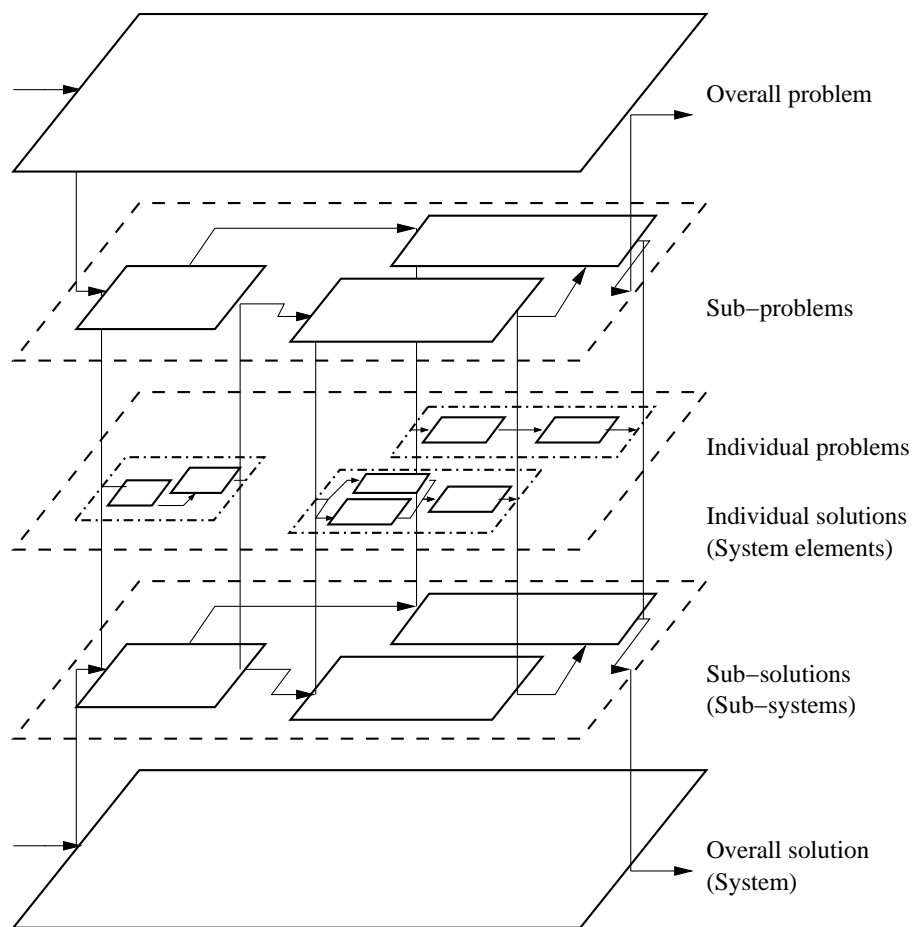 Overall problem
Sub−problems
Individual problems
Individual solutions
(System elements)
Sub−solutions
(Sub−systems)
Overall solution
(System)